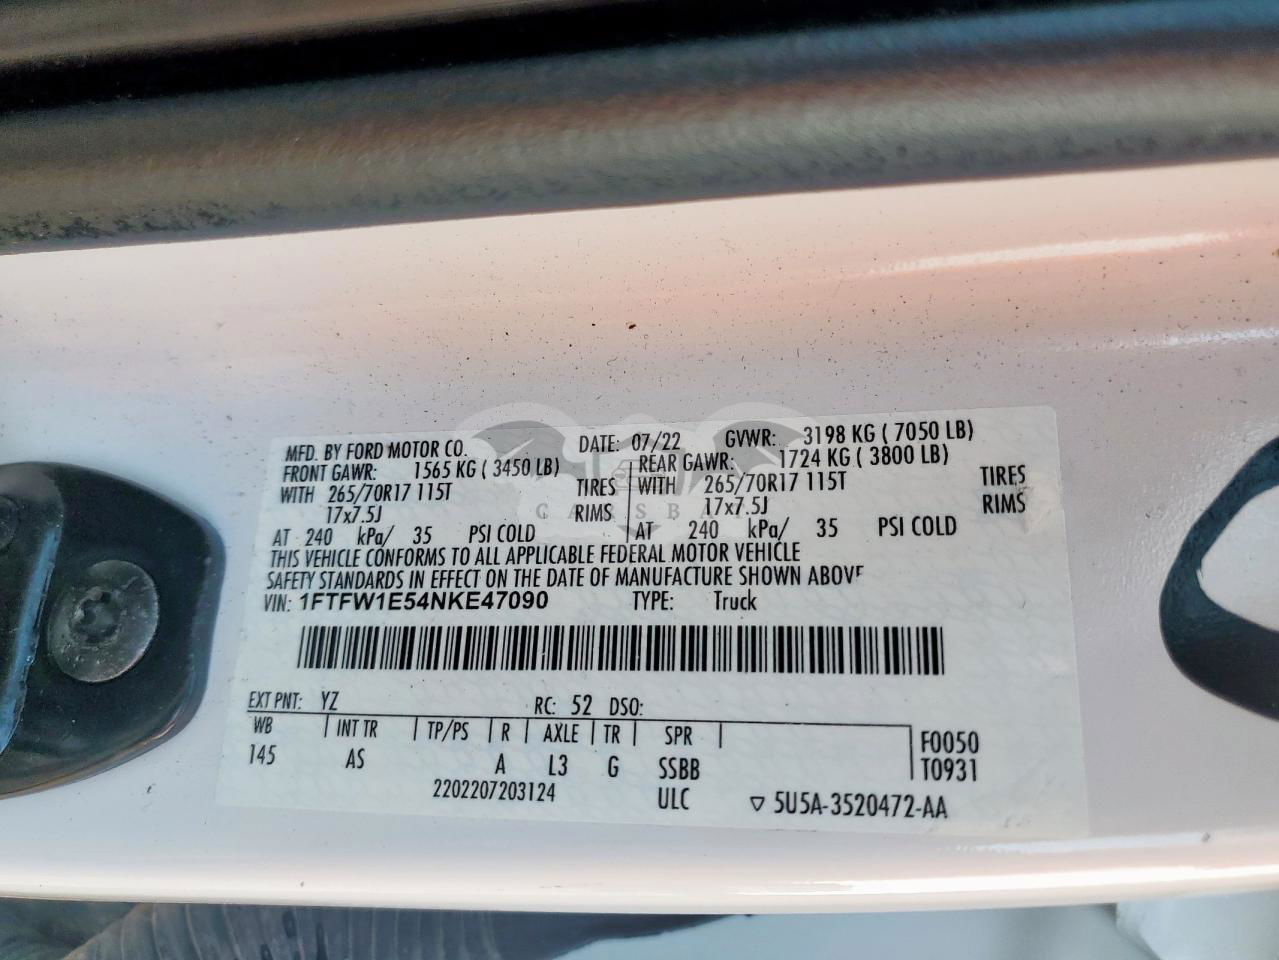 MFD. BY FORD MOTOR CO. DATE: 07/22 GVWR: 3198 KG ( 7050 LB)
FRONT GAWR: 1565 KG ( 3450 LB) REAR GAWR: 1724 KG ( 3800 LB)
WITH 265/70R17 115T TIRES WITH 265/70R17 115T TIRES
17x7.5J RIMS 17x7.5J RIMS
AT 240 kPa/ 35 PSI COLD AT 240 kPa/ 35 PSI COLD
THIS VEHICLE CONFORMS TO ALL APPLICABLE FEDERAL MOTOR VEHICLE
SAFETY STANDARDS IN EFFECT ON THE DATE OF MANUFACTURE SHOWN ABOVE
VIN: 1FTFW1E54NKE47090 TYPE: Truck
EXT PNT: YZ RC: 52 DSO:
WB INT TR TP/PS R AXLE TR SPR F0050
145 AS A L3 G SSBB T0931
2202207203124 ULC ▽ 5U5A-3520472-AA